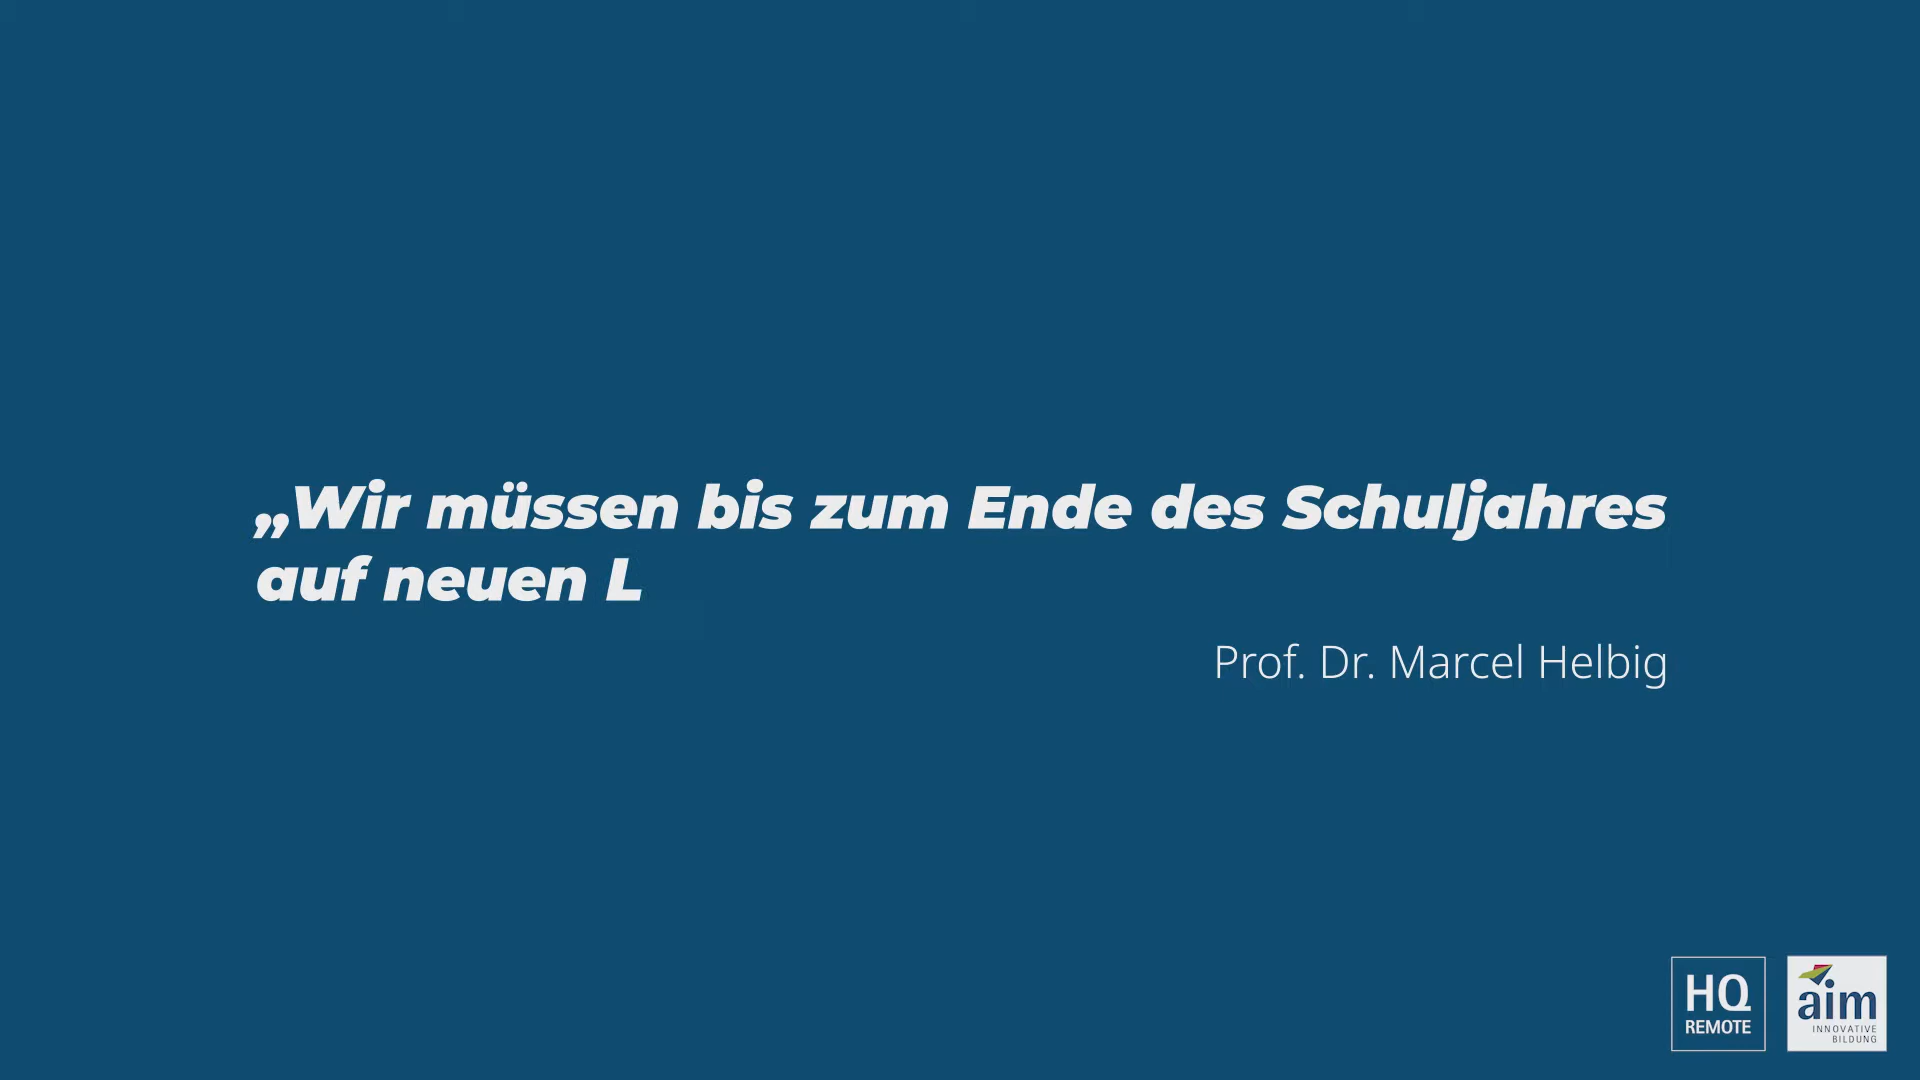 „Wir müssen bis zum Ende des Schuljahres
auf neuen L
Prof. Dr. Marcel Helbig
HQ
REMOTE
aim
INNOVATIVE
BILDUNG